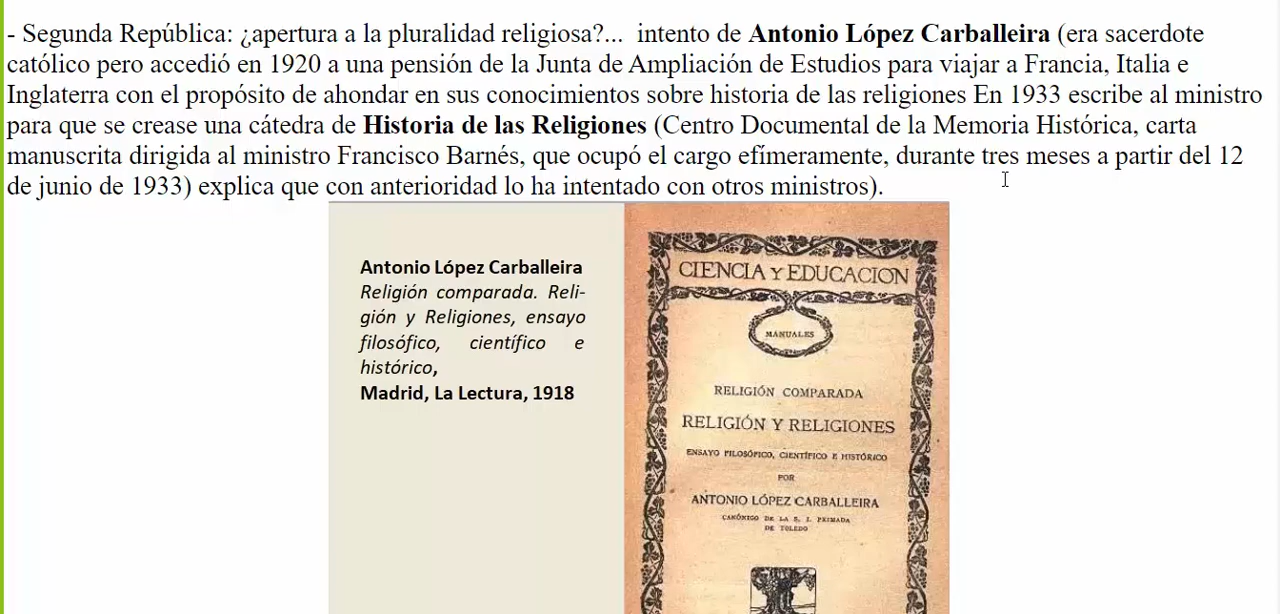 - Segunda República: ¿apertura a la pluralidad religiosa?... intento de Antonio López Carballeira (era sacerdote
católico pero accedió en 1920 a una pensión de la Junta de Ampliación de Estudios para viajar a Francia, Italia e
Inglaterra con el propósito de ahondar en sus conocimientos sobre historia de las religiones En 1933 escribe al ministro
para que se crease una cátedra de Historia de las Religiones (Centro Documental de la Memoria Histórica, carta
manuscrita dirigida al ministro Francisco Barnés, que ocupó el cargo efímeramente, durante tres meses a partir del 12
de junio de 1933) explica que con anterioridad lo ha intentado con otros ministros).
Antonio López Carballeira
Religión comparada. Reli-
gión y Religiones, ensayo
filosófico, científico e
histórico,
Madrid, La Lectura, 1918
CIENCIA Y EDUCACION
MANUALES
RELIGIÓN COMPARADA
RELIGIÓN Y RELIGIONES
ENSAYO FILOSÓFICO, CIENTÍFICO E HISTÓRICO
POR
ANTONIO LÓPEZ CARBALLEIRA
CANÓNIGO DE LA S. I. PRIMADA
DE TOLEDO